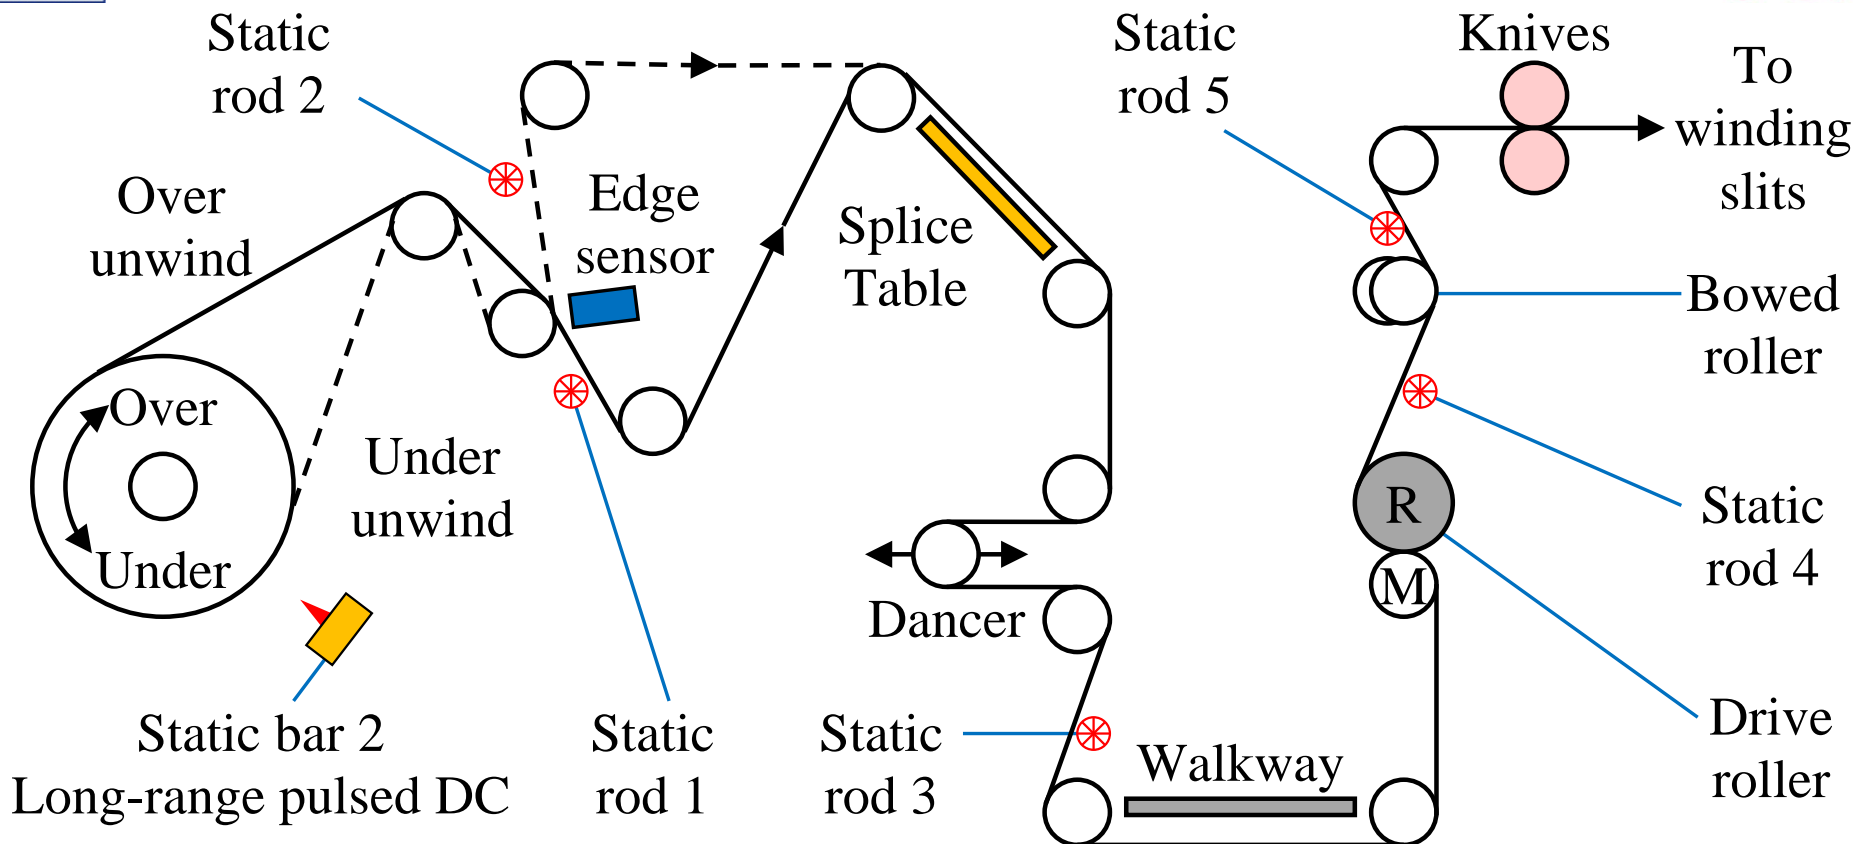 Static
rod 2
Static
rod 5
Knives
To
winding
slits
Over
unwind
Edge
sensor
Splice
Table
Bowed
roller
Over
Under
Under
unwind
R
M
Static
rod 4
Dancer
Drive
roller
Static bar 2
Long-range pulsed DC
Static
rod 1
Static
rod 3
Walkway